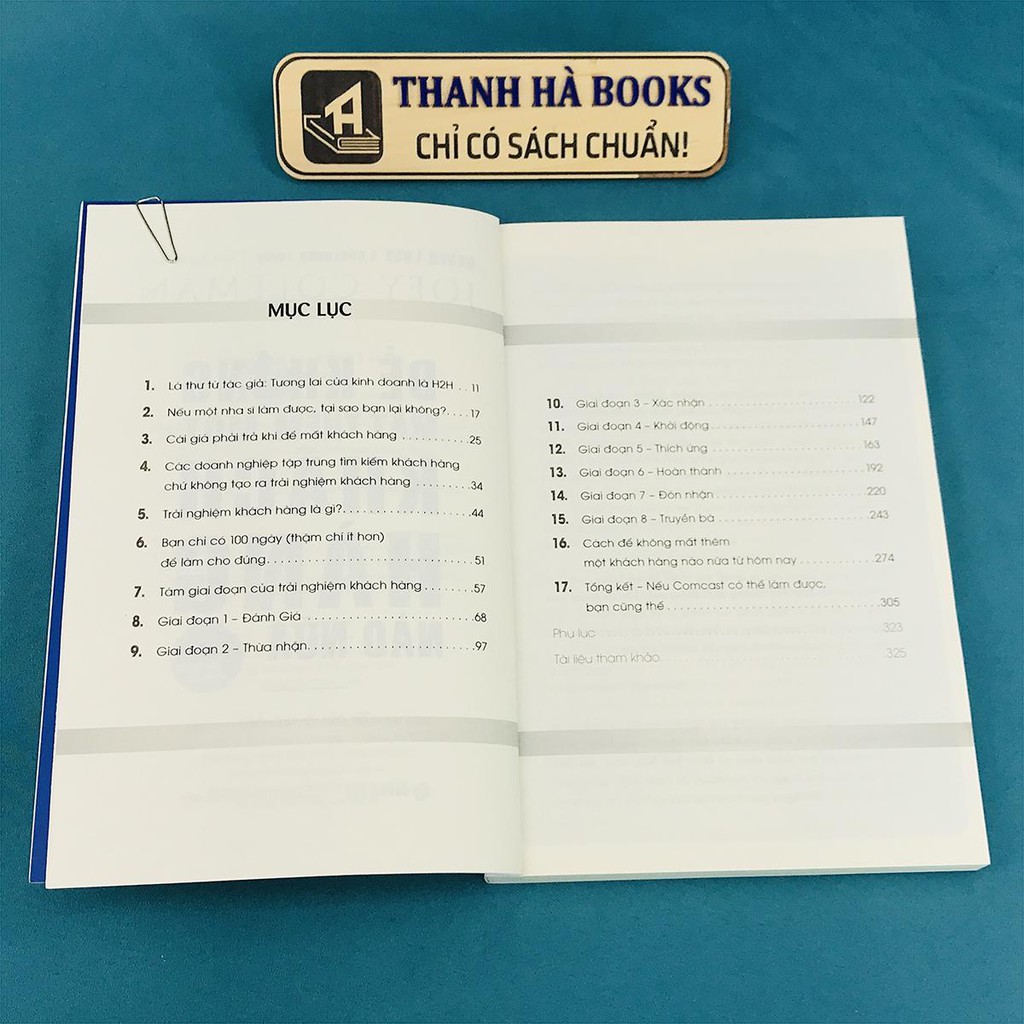 THANH HÀ BOOKS
CHỈ CÓ SÁCH CHUẨN!
MỤC LỤC
1. Lá thư từ tác giả: Tương lai của kinh doanh là H2H . . 11
2. Nếu một nha sĩ làm được, tại sao bạn lại không?. . . . 17
3. Cái giá phải trả khi để mất khách hàng . . . . . . . . . . 25
4. Các doanh nghiệp tập trung tìm kiếm khách hàng
chứ không tạo ra trải nghiệm khách hàng . . . . . . . . 34
5. Trải nghiệm khách hàng là gì?. . . . . . . . . . . . . . . . . . 44
6. Bạn chỉ có 100 ngày (thậm chí ít hơn)
để làm cho đúng. . . . . . . . . . . . . . . . . . . . . . . . . . . . 51
7. Tám giai đoạn của trải nghiệm khách hàng . . . . . . . 57
8. Giai đoạn 1 – Đánh Giá . . . . . . . . . . . . . . . . . . . . . . . 68
9. Giai đoạn 2 – Thừa nhận. . . . . . . . . . . . . . . . . . . . . . 97
10. Giai đoạn 3 – Xác nhận . . . . . . . . . . . . . . . . . . . . 122
11. Giai đoạn 4 – Khởi động . . . . . . . . . . . . . . . . . . . . 147
12. Giai đoạn 5 – Thích ứng . . . . . . . . . . . . . . . . . . . . 163
13. Giai đoạn 6 – Hoàn thành . . . . . . . . . . . . . . . . . . . 192
14. Giai đoạn 7 – Đón nhận . . . . . . . . . . . . . . . . . . . . 220
15. Giai đoạn 8 – Truyền bá . . . . . . . . . . . . . . . . . . . . 243
16. Cách để không mất thêm
một khách hàng nào nữa từ hôm nay . . . . . . . . . . 274
17. Tổng kết – Nếu Comcast có thể làm được,
bạn cũng thế . . . . . . . . . . . . . . . . . . . . . . . . . . . . 305
Phụ lục . . . . . . . . . . . . . . . . . . . . . . . . . . . . . . . . . . . 323
Tài liệu tham khảo. . . . . . . . . . . . . . . . . . . . . . . . . . . 325